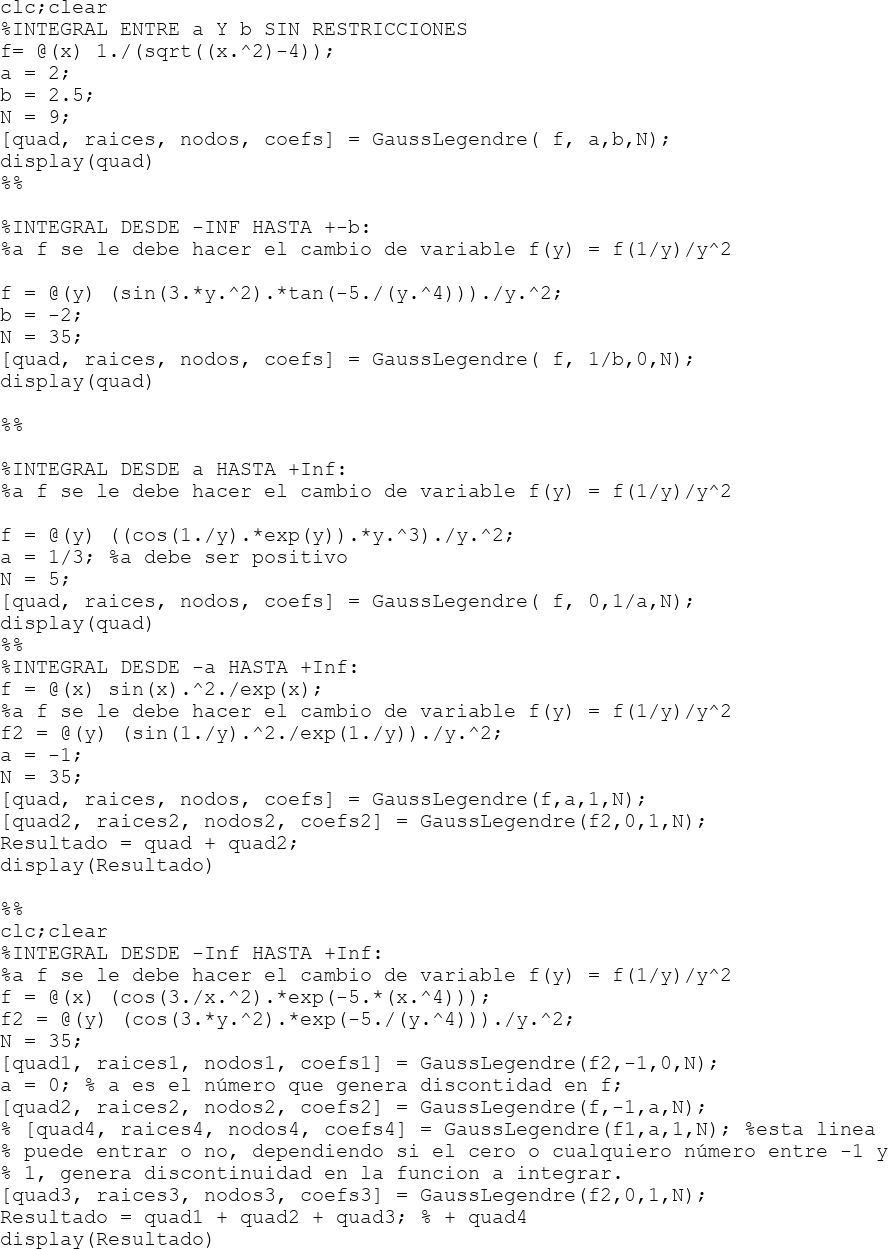 clc;clear
%INTEGRAL ENTRE a Y b SIN RESTRICCIONES
f= @(x) 1./(sqrt((x.^2)-4));
a = 2;
b = 2.5;
N = 9;
[quad, raices, nodos, coefs] = GaussLegendre( f, a,b,N);
display(quad)
%%
%INTEGRAL DESDE -INF HASTA +-b:
%a f se le debe hacer el cambio de variable f(y) = f(1/y)/y^2
f = @(y) (sin(3.*y.^2).*tan(-5./(y.^4)))./y.^2;
b = -2;
N = 35;
[quad, raices, nodos, coefs] = GaussLegendre( f, 1/b,0,N);
display(quad)
%%
%INTEGRAL DESDE a HASTA +Inf:
%a f se le debe hacer el cambio de variable f(y) = f(1/y)/y^2
f = @(y) ((cos(1./y).*exp(y)).*y.^3)./y.^2;
a = 1/3; %a debe ser positivo
N = 5;
[quad, raices, nodos, coefs] = GaussLegendre( f, 0,1/a,N);
display(quad)
%%
%INTEGRAL DESDE -a HASTA +Inf:
f = @(x) sin(x).^2./exp(x);
%a f se le debe hacer el cambio de variable f(y) = f(1/y)/y^2
f2 = @(y) (sin(1./y).^2./exp(1./y))./y.^2;
a = -1;
N = 35;
[quad, raices, nodos, coefs] = GaussLegendre(f,a,1,N);
[quad2, raices2, nodos2, coefs2] = GaussLegendre(f2,0,1,N);
Resultado = quad + quad2;
display(Resultado)
%%
clc;clear
%INTEGRAL DESDE -Inf HASTA +Inf:
%a f se le debe hacer el cambio de variable f(y) = f(1/y)/y^2
f = @(x) (cos(3./x.^2).*exp(-5.*(x.^4)));
f2 = @(y) (cos(3.*y.^2).*exp(-5./(y.^4)))./y.^2;
N = 35;
[quad1, raices1, nodos1, coefs1] = GaussLegendre(f2,-1,0,N);
a = 0; % a es el número que genera discontidad en f;
[quad2, raices2, nodos2, coefs2] = GaussLegendre(f,-1,a,N);
% [quad4, raices4, nodos4, coefs4] = GaussLegendre(f1,a,1,N); %esta linea
% puede entrar o no, dependiendo si el cero o cualquiero número entre -1 y
% 1, genera discontinuidad en la funcion a integrar.
[quad3, raices3, nodos3, coefs3] = GaussLegendre(f2,0,1,N);
Resultado = quad1 + quad2 + quad3; % + quad4
display(Resultado)